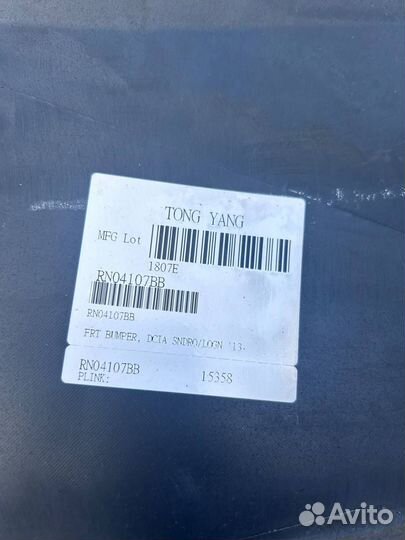 TONG YANG
MFG Lot
1807E
RN04107BB
RN04107BB
FRT BUMPER, DCIA SNDRO/LOGN '13-
RN04107BB
PLINK: 15358
Avito